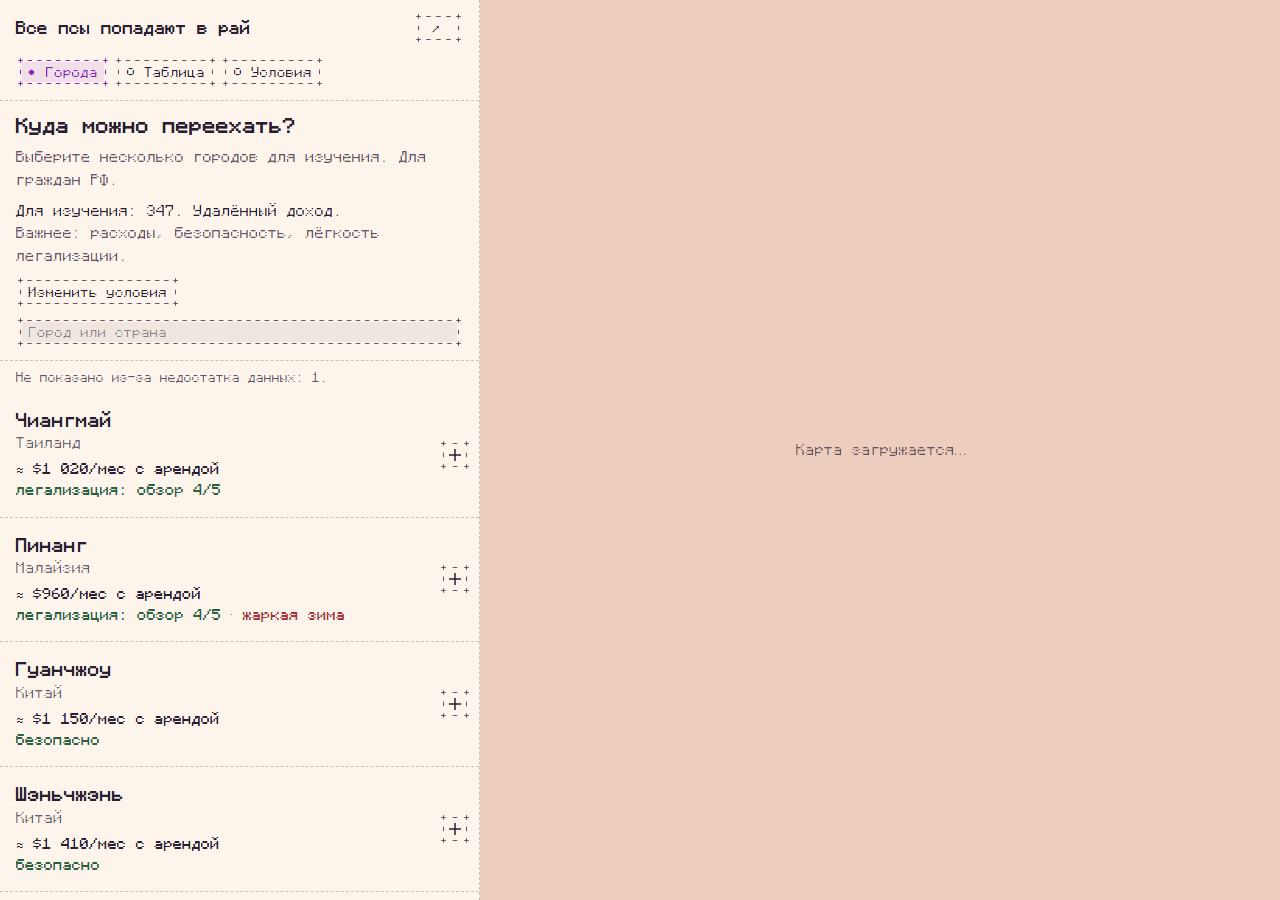 Все псы попадают в рай
↗
● Города ○ Таблица ○ Условия
Куда можно переехать?
Выберите несколько городов для изучения. Для
граждан РФ.
Для изучения: 347. Удалённый доход.
Важнее: расходы, безопасность, лёгкость
легализации.
Изменить условия
Город или страна
Не показано из-за недостатка данных: 1.
Чиангмай
Таиланд
≈ $1 020/мес с арендой
легализация: обзор 4/5
+
Пинанг
Малайзия
≈ $960/мес с арендой
легализация: обзор 4/5 · жаркая зима
+
Гуанчжоу
Китай
≈ $1 150/мес с арендой
безопасно
+
Шэньчжэнь
Китай
≈ $1 410/мес с арендой
безопасно
+
Карта загружается…